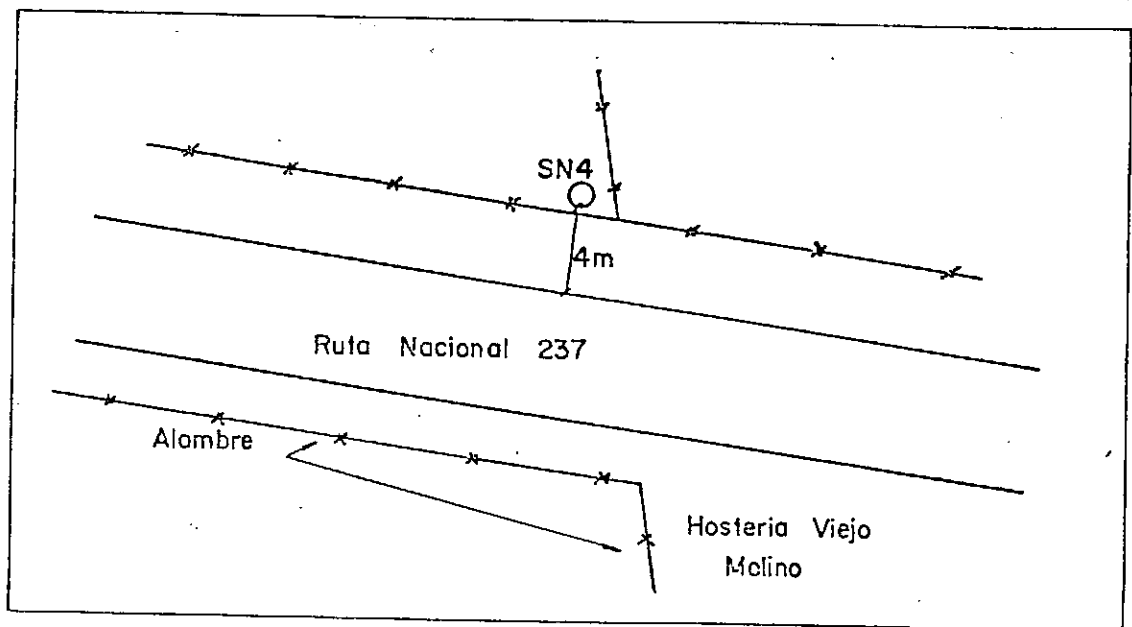 SN4
4m
Ruta Nacional 237
Alambre
Hosteria Viejo
Molino